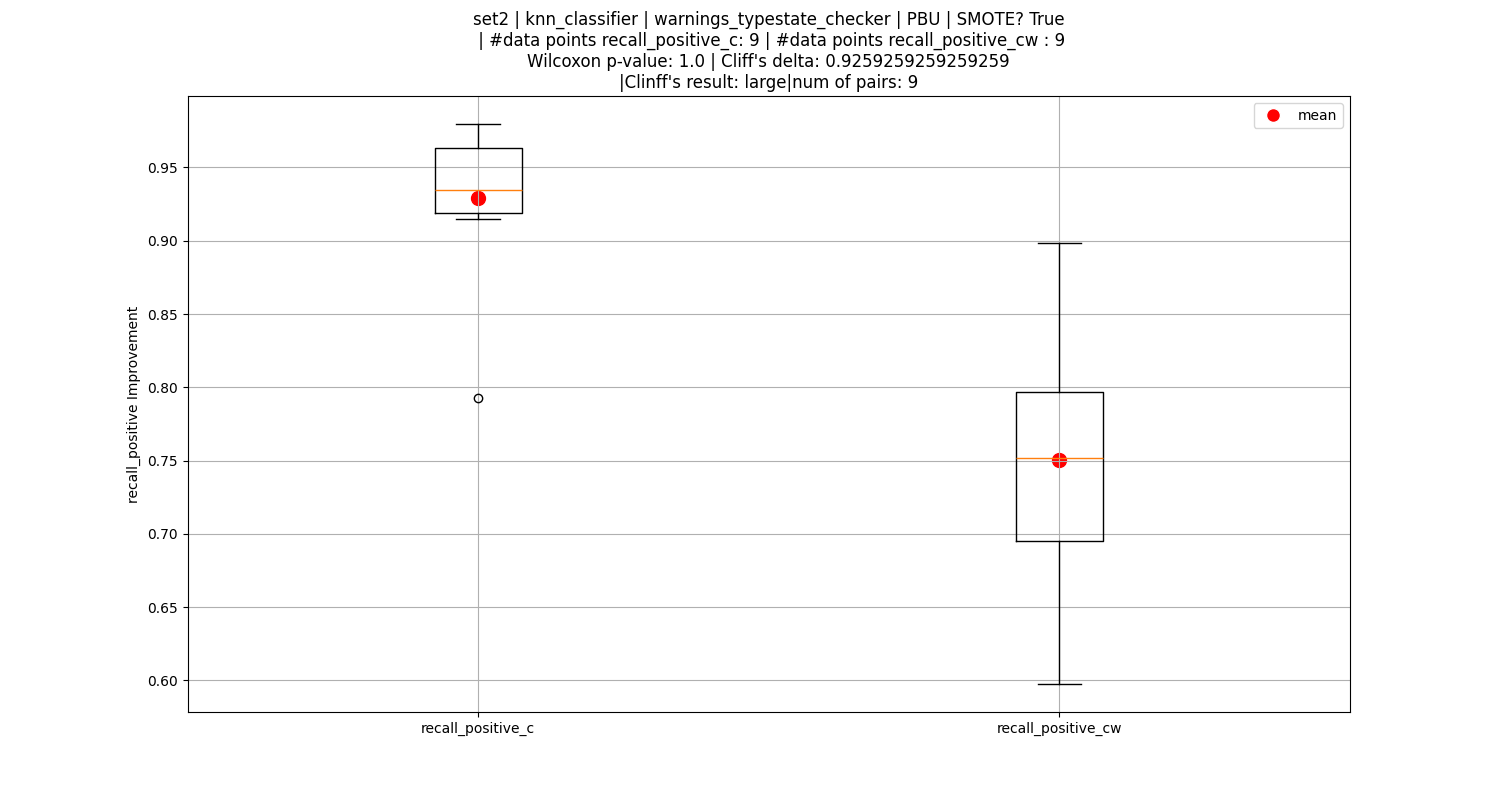 set2 | knn_classifier | warnings_typestate_checker | PBU | SMOTE? True
| #data points recall_positive_c: 9 | #data points recall_positive_cw : 9
Wilcoxon p-value: 1.0 | Cliff's delta: 0.9259259259259259
|Clinff's result: large|num of pairs: 9
mean
0.95
0.90
0.85
0.80
0.75
0.70
0.65
0.60
recall_positive Improvement
recall_positive_c
recall_positive_cw